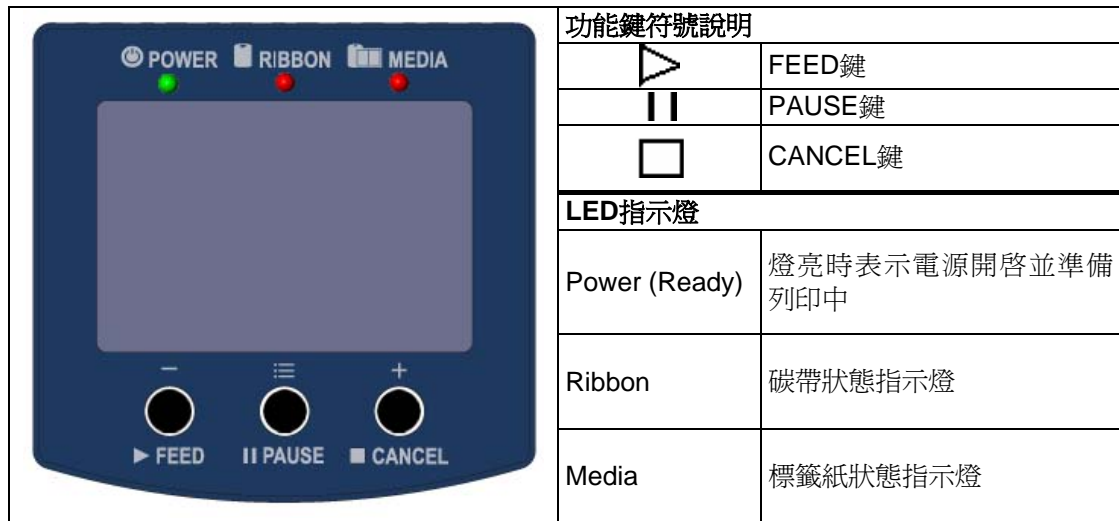 POWER RIBBON MEDIA
− +
FEED PAUSE CANCEL
功能鍵符號說明
FEED鍵
PAUSE鍵
CANCEL鍵
LED指示燈
Power (Ready)
燈亮時表示電源開啓並準備
列印中
Ribbon
碳帶狀態指示燈
Media
標籤紙狀態指示燈